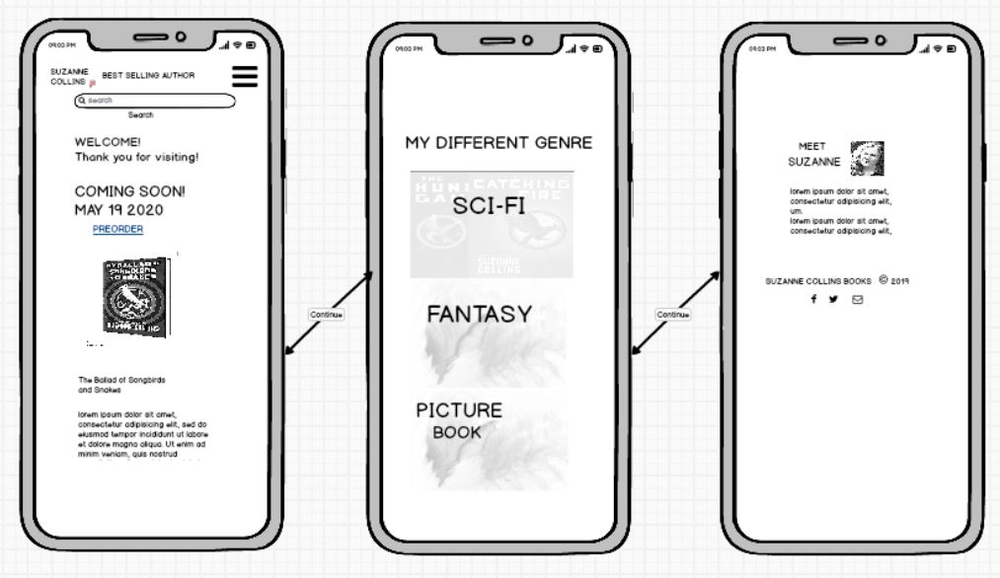 09:03 PM
SUZANNE
COLLINS
BEST SELLING AUTHOR
search
Search
WELCOME!
Thank you for visiting!
COMING SOON!
MAY 19 2020
PREORDER
The Ballad of Songbirds
and Snakes
lorem ipsum dolor sit amet,
consectetur adipisicing elit, sed do
eiusmod tempor incididunt ut labore
et dolore magna aliqua. Ut enim ad
minim veniam, quis nostrud
Continue
09:03 PM
MY DIFFERENT GENRE
THE
CATCHING
FIRE
SCI-FI
SUZANNE
COLLINS
FANTASY
PICTURE
BOOK
Continue
09:03 PM
MEET
SUZANNE
lorem ipsum dolor sit amet,
consectetur adipisicing elit,
um.
lorem ipsum dolor sit amet,
consectetur adipisicing elit,
SUZANNE COLLINS BOOKS © 2019